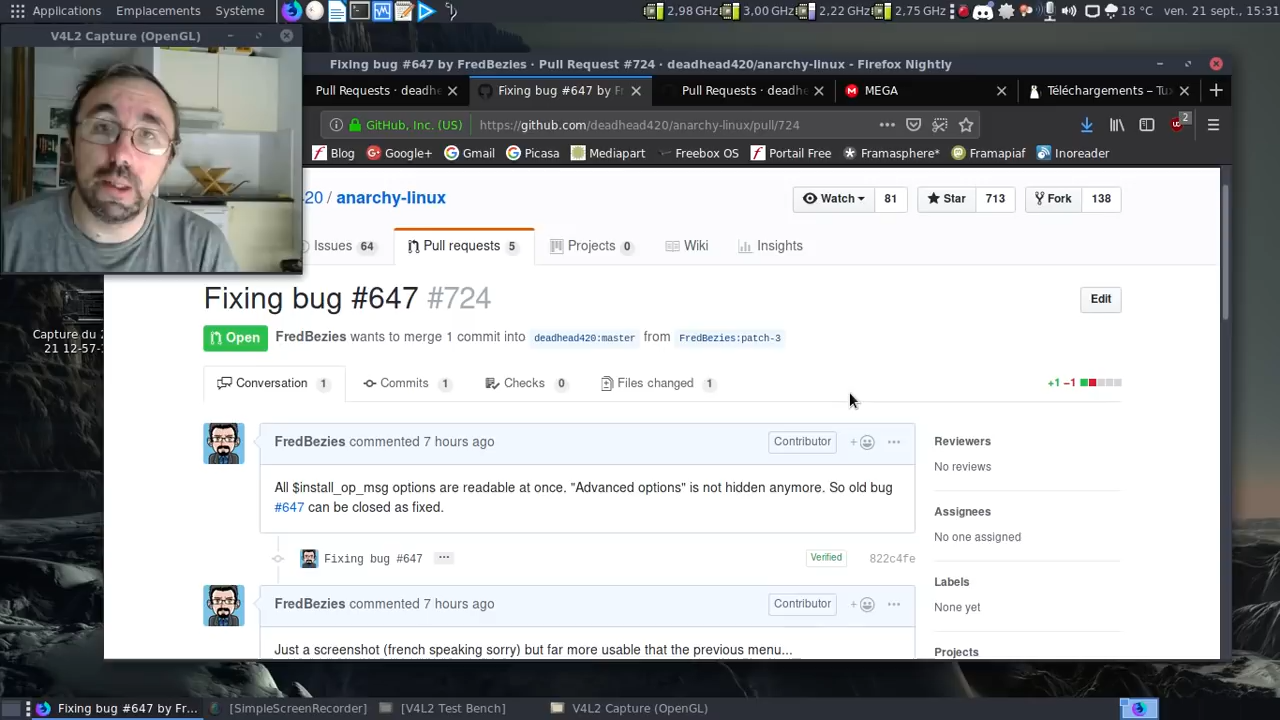 Applications Emplacements Système 2,98 GHz 3,00 GHz 2,22 GHz 2,75 GHz 18 °C ven. 21 sept., 15:31
V4L2 Capture (OpenGL)
Fixing bug #647 by FredBezies · Pull Request #724 · deadhead420/anarchy-linux - Firefox Nightly
Pull Requests · deadhe Fixing bug #647 by Fr Pull Requests · deadhe MEGA Téléchargements – Tux
GitHub, Inc. (US) https://github.com/deadhead420/anarchy-linux/pull/724 2
Blog Google+ Gmail Picasa Mediapart Freebox OS Portail Free Framasphere* Framapiaf Inoreader
20 / anarchy-linux Watch 81 Star 713 Fork 138
Issues 64 Pull requests 5 Projects 0 Wiki Insights
Fixing bug #647 #724 Edit
Open FredBezies wants to merge 1 commit into deadhead420:master from FredBezies:patch-3
Capture du 2
21 12-57-
Conversation 1 Commits 1 Checks 0 Files changed 1 +1 −1
FredBezies commented 7 hours ago Contributor
All $install_op_msg options are readable at once. "Advanced options" is not hidden anymore. So old bug
#647 can be closed as fixed.
Fixing bug #647 Verified 822c4fe
FredBezies commented 7 hours ago Contributor
Just a screenshot (french speaking sorry) but far more usable that the previous menu...
Reviewers
No reviews
Assignees
No one assigned
Labels
None yet
Projects
Fixing bug #647 by Fr... [SimpleScreenRecorder] [V4L2 Test Bench] V4L2 Capture (OpenGL)